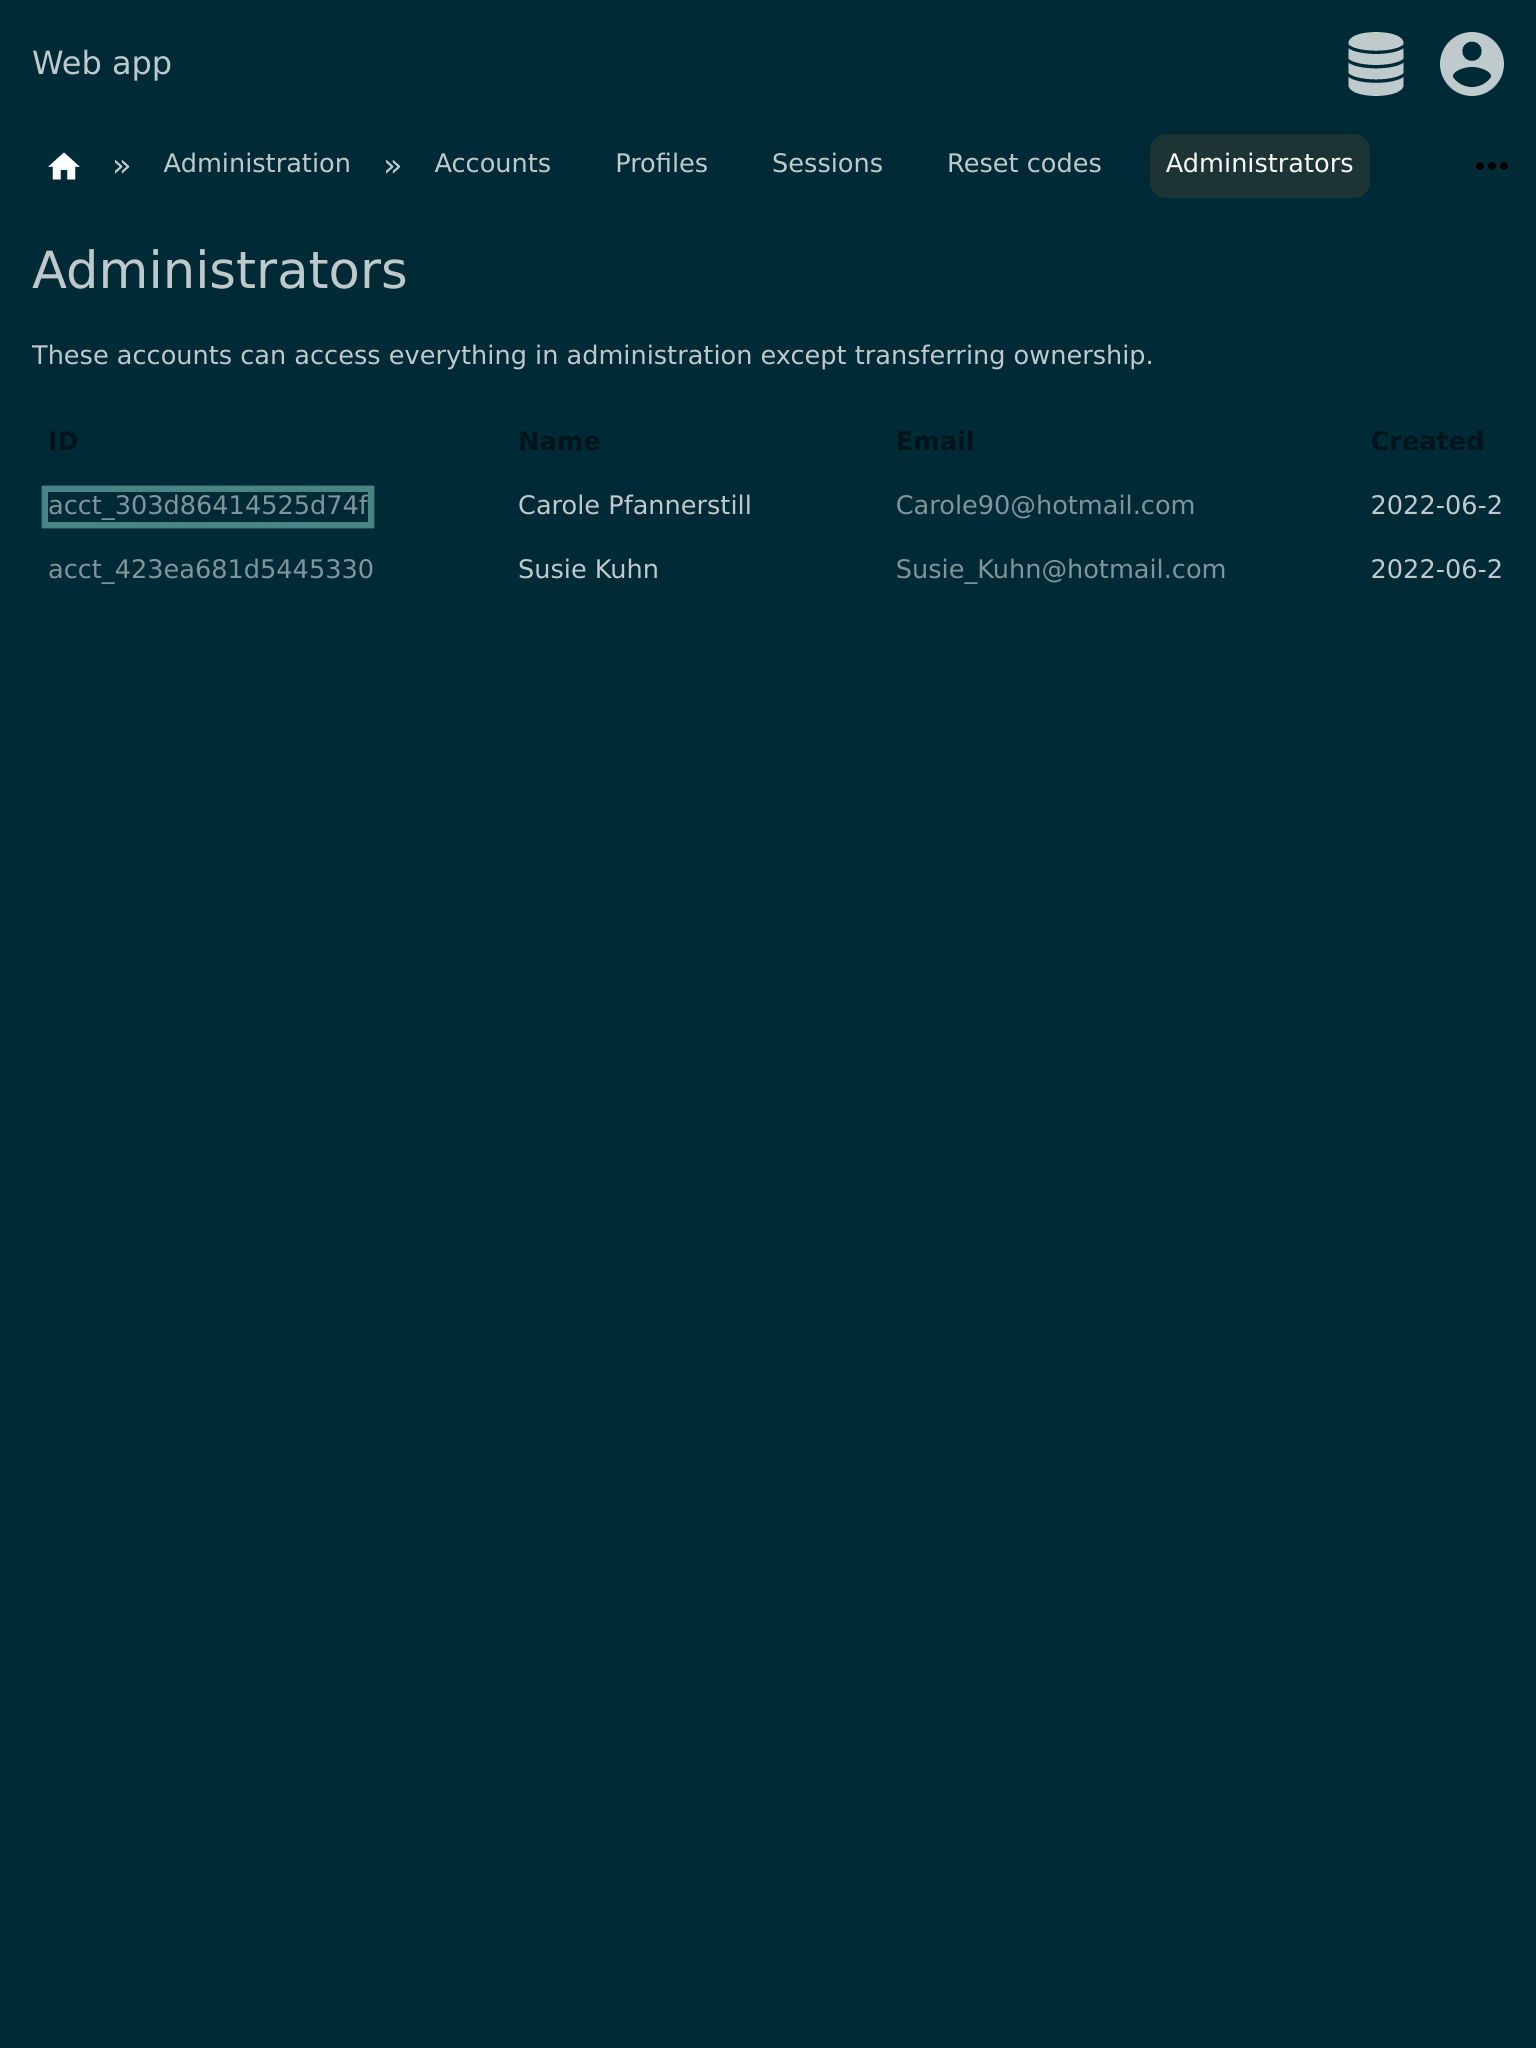 Web app
» Administration » Accounts Profiles Sessions Reset codes Administrators •••
Administrators
These accounts can access everything in administration except transferring ownership.
ID Name Email Created
acct_303d86414525d74f Carole Pfannerstill Carole90@hotmail.com 2022-06-2
acct_423ea681d5445330 Susie Kuhn Susie_Kuhn@hotmail.com 2022-06-2